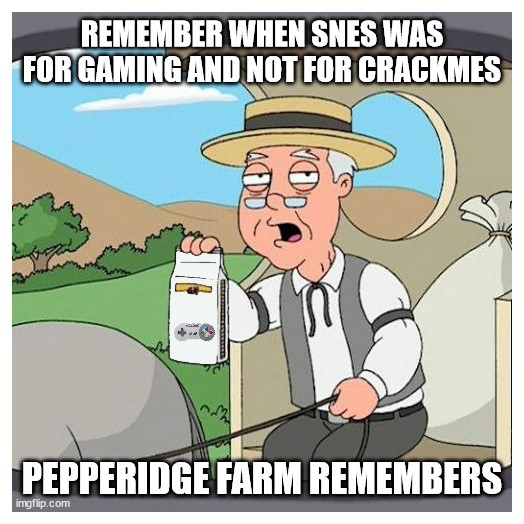 REMEMBER WHEN SNES WAS
FOR GAMING AND NOT FOR CRACKMES
PEPPERIDGE FARM REMEMBERS
imgflip.com